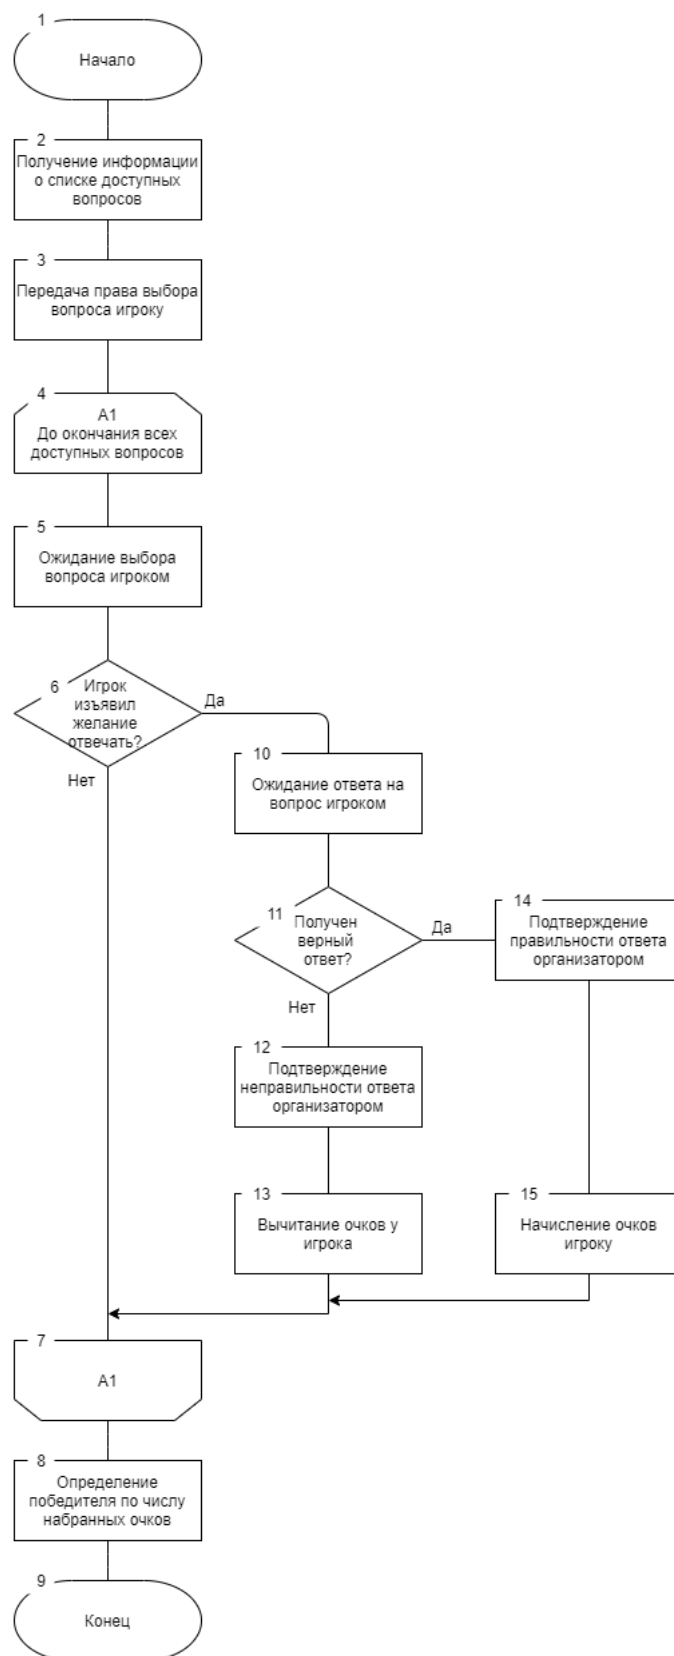 1
Начало
2
Получение информации
о списке доступных
вопросов
3
Передача права выбора
вопроса игроку
4
А1
До окончания всех
доступных вопросов
5
Ожидание выбора
вопроса игроком
6
Игрок
изъявил
желание
отвечать?
Да
Нет
10
Ожидание ответа на
вопрос игроком
11
Получен
верный
ответ?
Да
Нет
14
Подтверждение
правильности ответа
организатором
12
Подтверждение
неправильности ответа
организатором
13
Вычитание очков у
игрока
15
Начисление очков
игроку
7
А1
8
Определение
победителя по числу
набранных очков
9
Конец